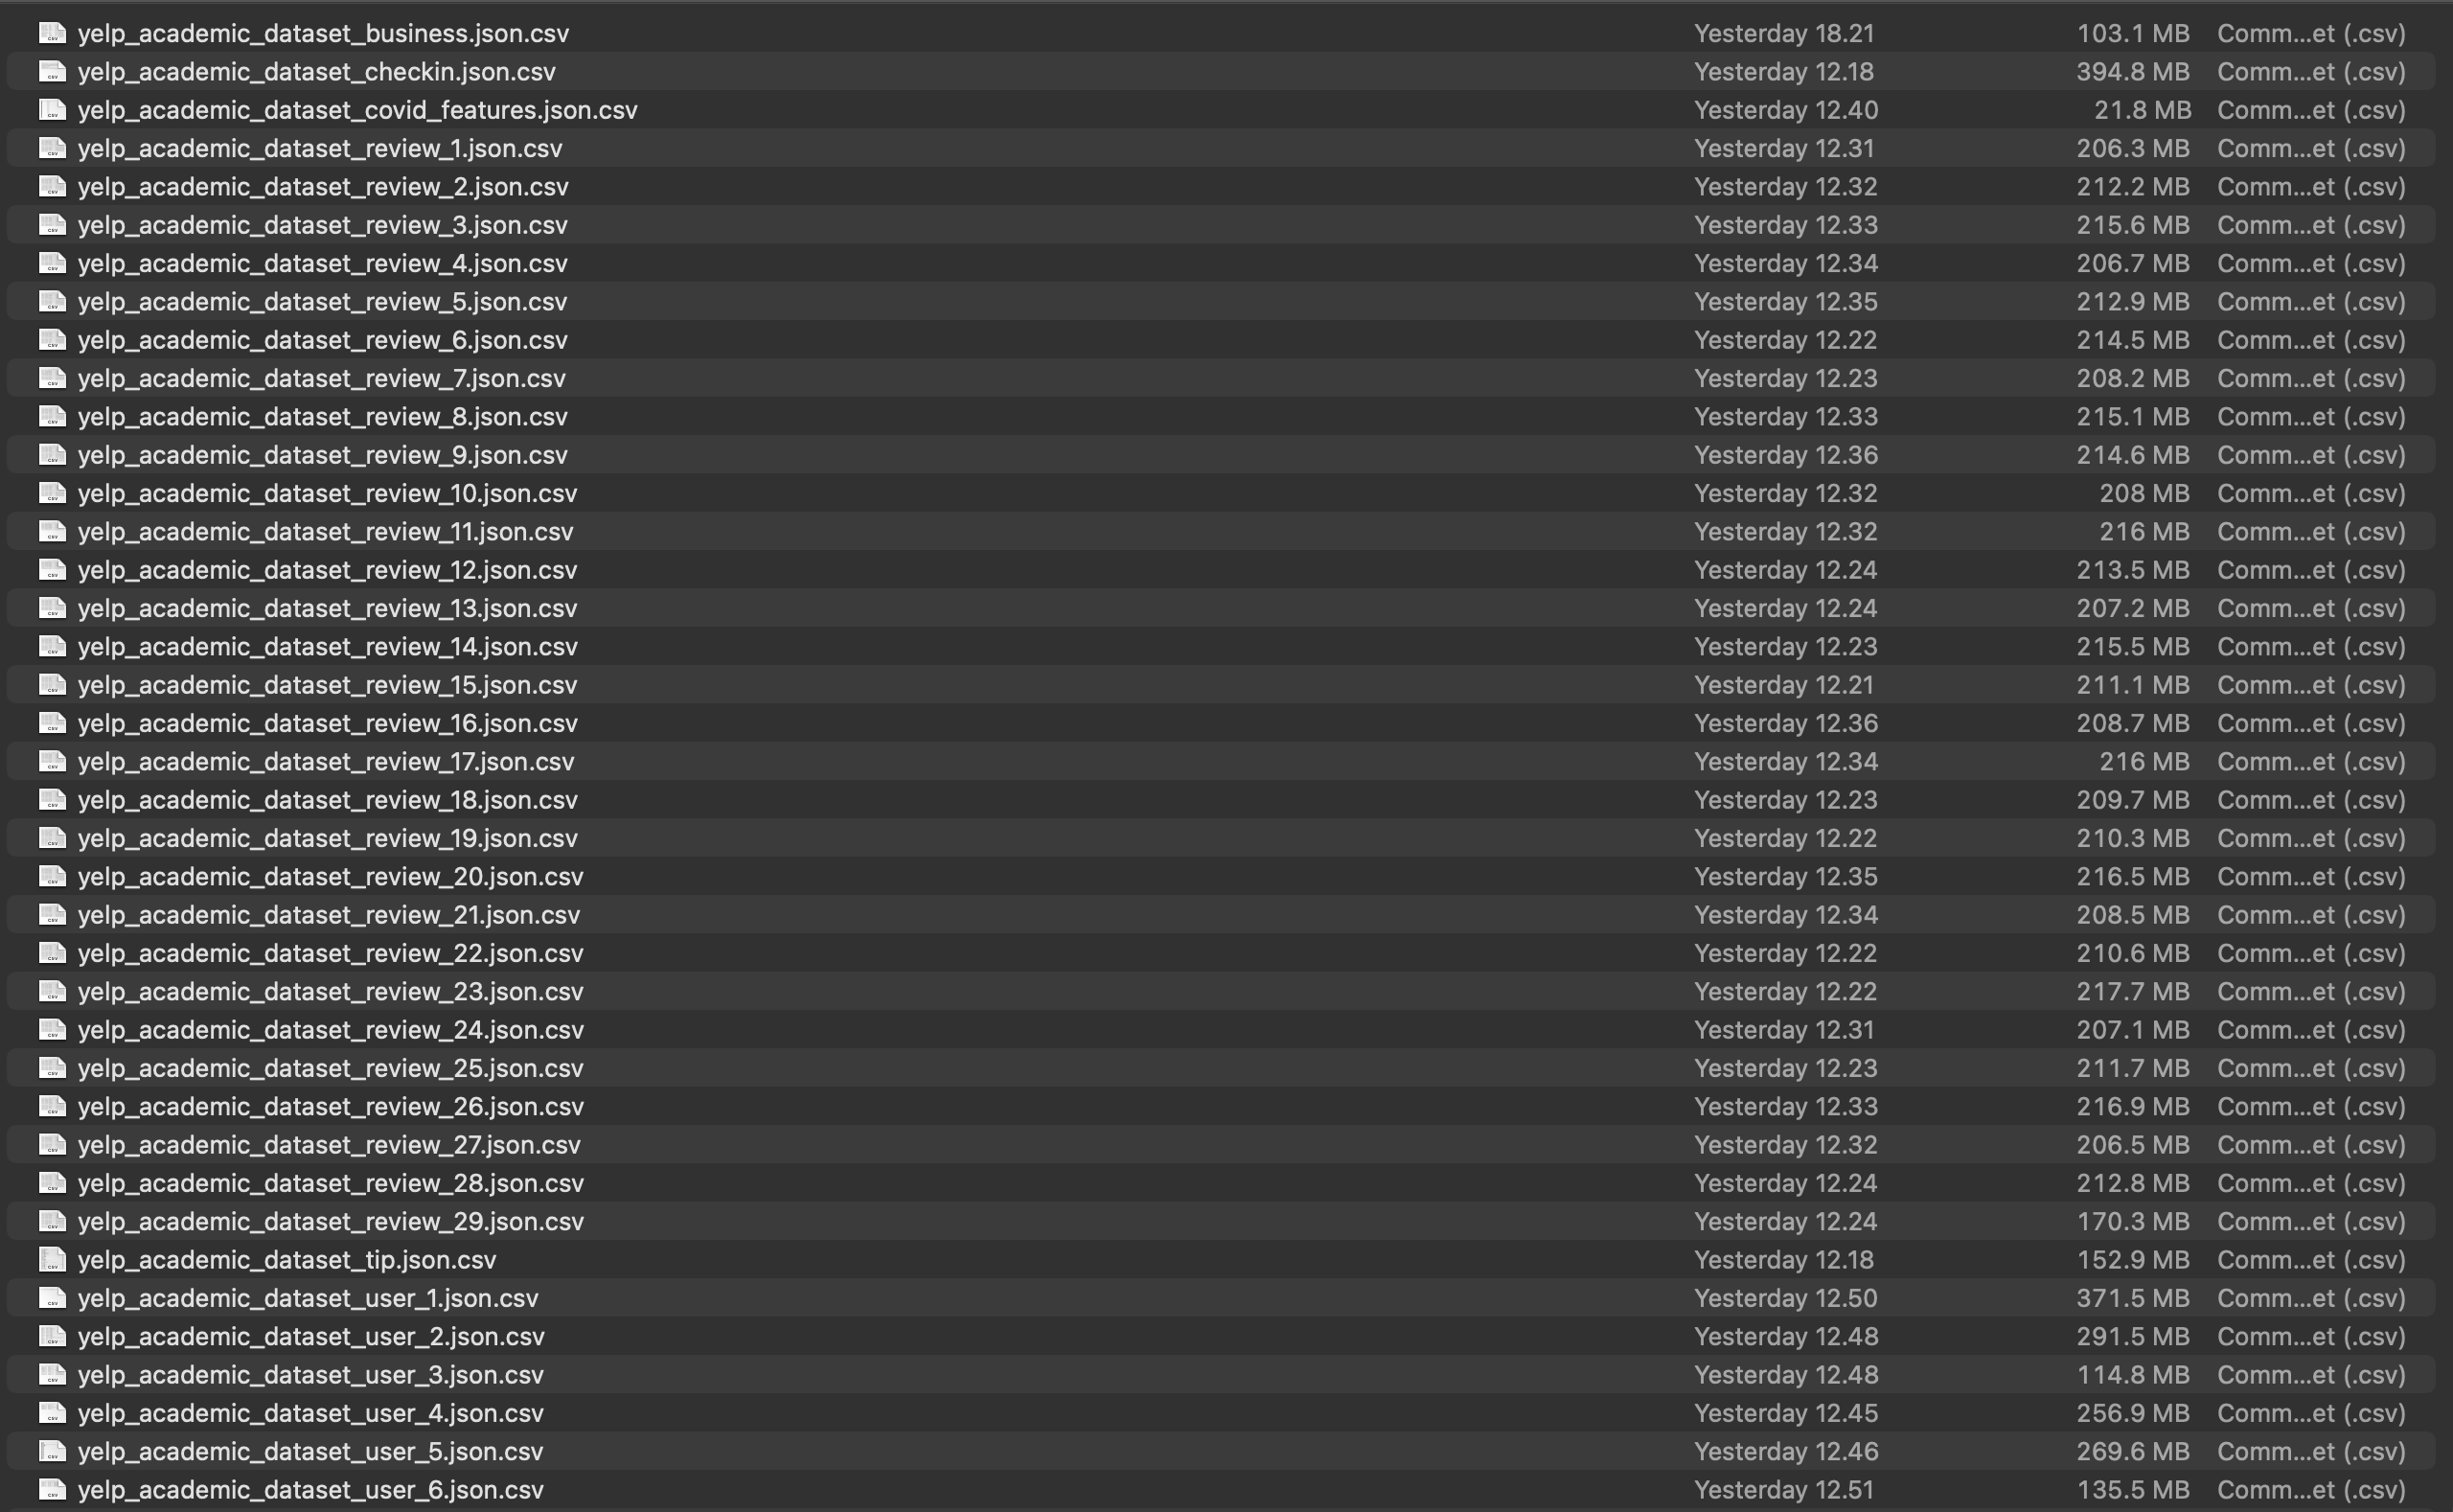 yelp_academic_dataset_business.json.csv Yesterday 18.21 103.1 MB Comm...et (.csv)
yelp_academic_dataset_checkin.json.csv Yesterday 12.18 394.8 MB Comm...et (.csv)
yelp_academic_dataset_covid_features.json.csv Yesterday 12.40 21.8 MB Comm...et (.csv)
yelp_academic_dataset_review_1.json.csv Yesterday 12.31 206.3 MB Comm...et (.csv)
yelp_academic_dataset_review_2.json.csv Yesterday 12.32 212.2 MB Comm...et (.csv)
yelp_academic_dataset_review_3.json.csv Yesterday 12.33 215.6 MB Comm...et (.csv)
yelp_academic_dataset_review_4.json.csv Yesterday 12.34 206.7 MB Comm...et (.csv)
yelp_academic_dataset_review_5.json.csv Yesterday 12.35 212.9 MB Comm...et (.csv)
yelp_academic_dataset_review_6.json.csv Yesterday 12.22 214.5 MB Comm...et (.csv)
yelp_academic_dataset_review_7.json.csv Yesterday 12.23 208.2 MB Comm...et (.csv)
yelp_academic_dataset_review_8.json.csv Yesterday 12.33 215.1 MB Comm...et (.csv)
yelp_academic_dataset_review_9.json.csv Yesterday 12.36 214.6 MB Comm...et (.csv)
yelp_academic_dataset_review_10.json.csv Yesterday 12.32 208 MB Comm...et (.csv)
yelp_academic_dataset_review_11.json.csv Yesterday 12.32 216 MB Comm...et (.csv)
yelp_academic_dataset_review_12.json.csv Yesterday 12.24 213.5 MB Comm...et (.csv)
yelp_academic_dataset_review_13.json.csv Yesterday 12.24 207.2 MB Comm...et (.csv)
yelp_academic_dataset_review_14.json.csv Yesterday 12.23 215.5 MB Comm...et (.csv)
yelp_academic_dataset_review_15.json.csv Yesterday 12.21 211.1 MB Comm...et (.csv)
yelp_academic_dataset_review_16.json.csv Yesterday 12.36 208.7 MB Comm...et (.csv)
yelp_academic_dataset_review_17.json.csv Yesterday 12.34 216 MB Comm...et (.csv)
yelp_academic_dataset_review_18.json.csv Yesterday 12.23 209.7 MB Comm...et (.csv)
yelp_academic_dataset_review_19.json.csv Yesterday 12.22 210.3 MB Comm...et (.csv)
yelp_academic_dataset_review_20.json.csv Yesterday 12.35 216.5 MB Comm...et (.csv)
yelp_academic_dataset_review_21.json.csv Yesterday 12.34 208.5 MB Comm...et (.csv)
yelp_academic_dataset_review_22.json.csv Yesterday 12.22 210.6 MB Comm...et (.csv)
yelp_academic_dataset_review_23.json.csv Yesterday 12.22 217.7 MB Comm...et (.csv)
yelp_academic_dataset_review_24.json.csv Yesterday 12.31 207.1 MB Comm...et (.csv)
yelp_academic_dataset_review_25.json.csv Yesterday 12.23 211.7 MB Comm...et (.csv)
yelp_academic_dataset_review_26.json.csv Yesterday 12.33 216.9 MB Comm...et (.csv)
yelp_academic_dataset_review_27.json.csv Yesterday 12.32 206.5 MB Comm...et (.csv)
yelp_academic_dataset_review_28.json.csv Yesterday 12.24 212.8 MB Comm...et (.csv)
yelp_academic_dataset_review_29.json.csv Yesterday 12.24 170.3 MB Comm...et (.csv)
yelp_academic_dataset_tip.json.csv Yesterday 12.18 152.9 MB Comm...et (.csv)
yelp_academic_dataset_user_1.json.csv Yesterday 12.50 371.5 MB Comm...et (.csv)
yelp_academic_dataset_user_2.json.csv Yesterday 12.48 291.5 MB Comm...et (.csv)
yelp_academic_dataset_user_3.json.csv Yesterday 12.48 114.8 MB Comm...et (.csv)
yelp_academic_dataset_user_4.json.csv Yesterday 12.45 256.9 MB Comm...et (.csv)
yelp_academic_dataset_user_5.json.csv Yesterday 12.46 269.6 MB Comm...et (.csv)
yelp_academic_dataset_user_6.json.csv Yesterday 12.51 135.5 MB Comm...et (.csv)